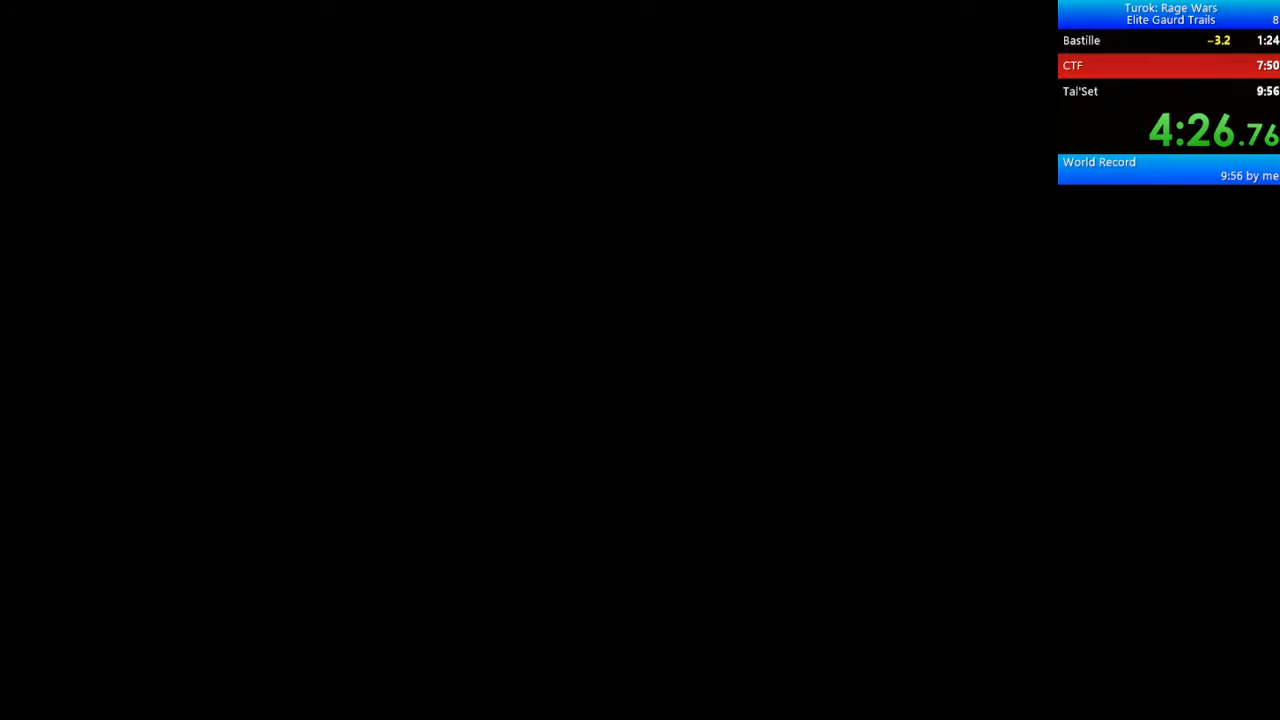 Turok: Rage Wars
Elite Gaurd Trails 8
Bastille −3.2 1:24
CTF 7:50
Tal'Set 9:56
4:26.76
World Record
9:56 by me